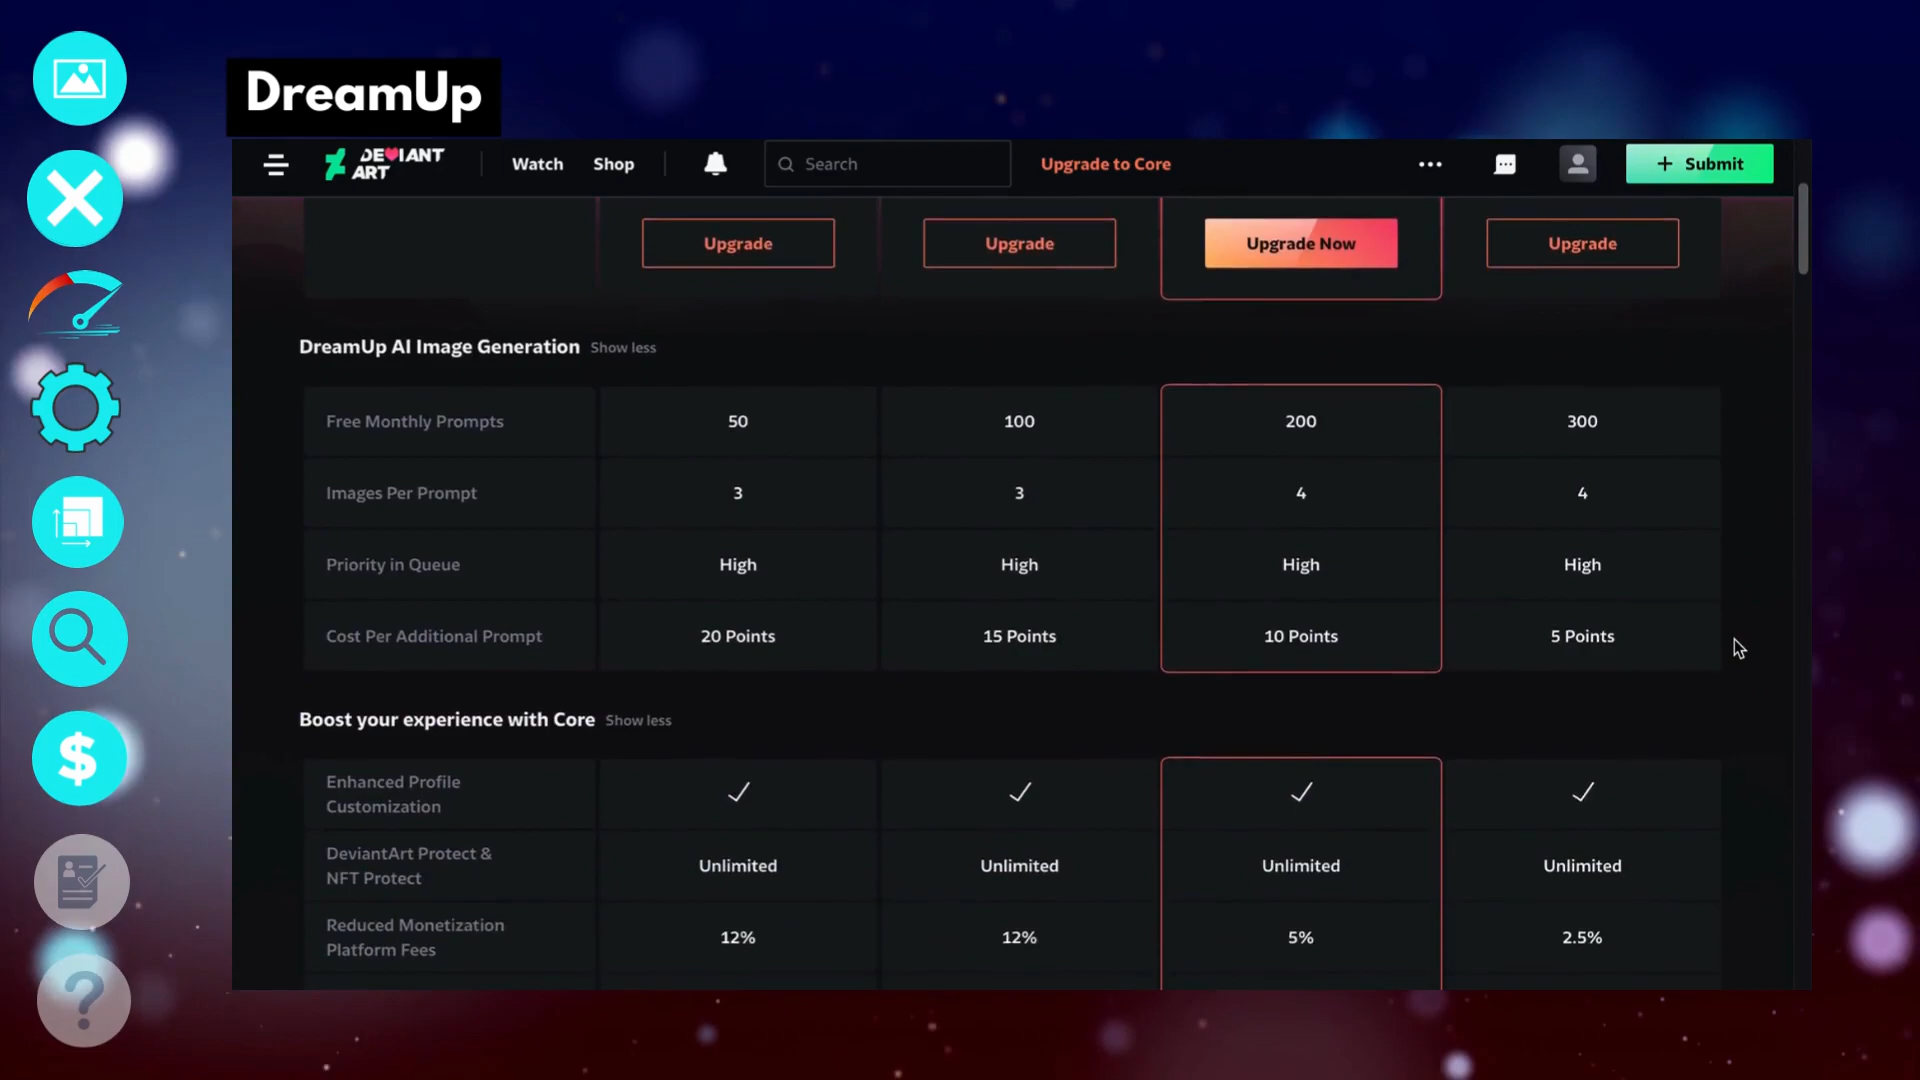 DreamUp
DEVIANT ART Watch Shop Search Upgrade to Core ... + Submit
Upgrade Upgrade Upgrade Now Upgrade
DreamUp AI Image Generation Show less
Free Monthly Prompts 50 100 200 300
Images Per Prompt 3 3 4 4
Priority in Queue High High High High
Cost Per Additional Prompt 20 Points 15 Points 10 Points 5 Points
Boost your experience with Core Show less
Enhanced Profile
Customization
DeviantArt Protect &
NFT Protect
Unlimited Unlimited Unlimited Unlimited
Reduced Monetization
Platform Fees
12% 12% 5% 2.5%
$
?